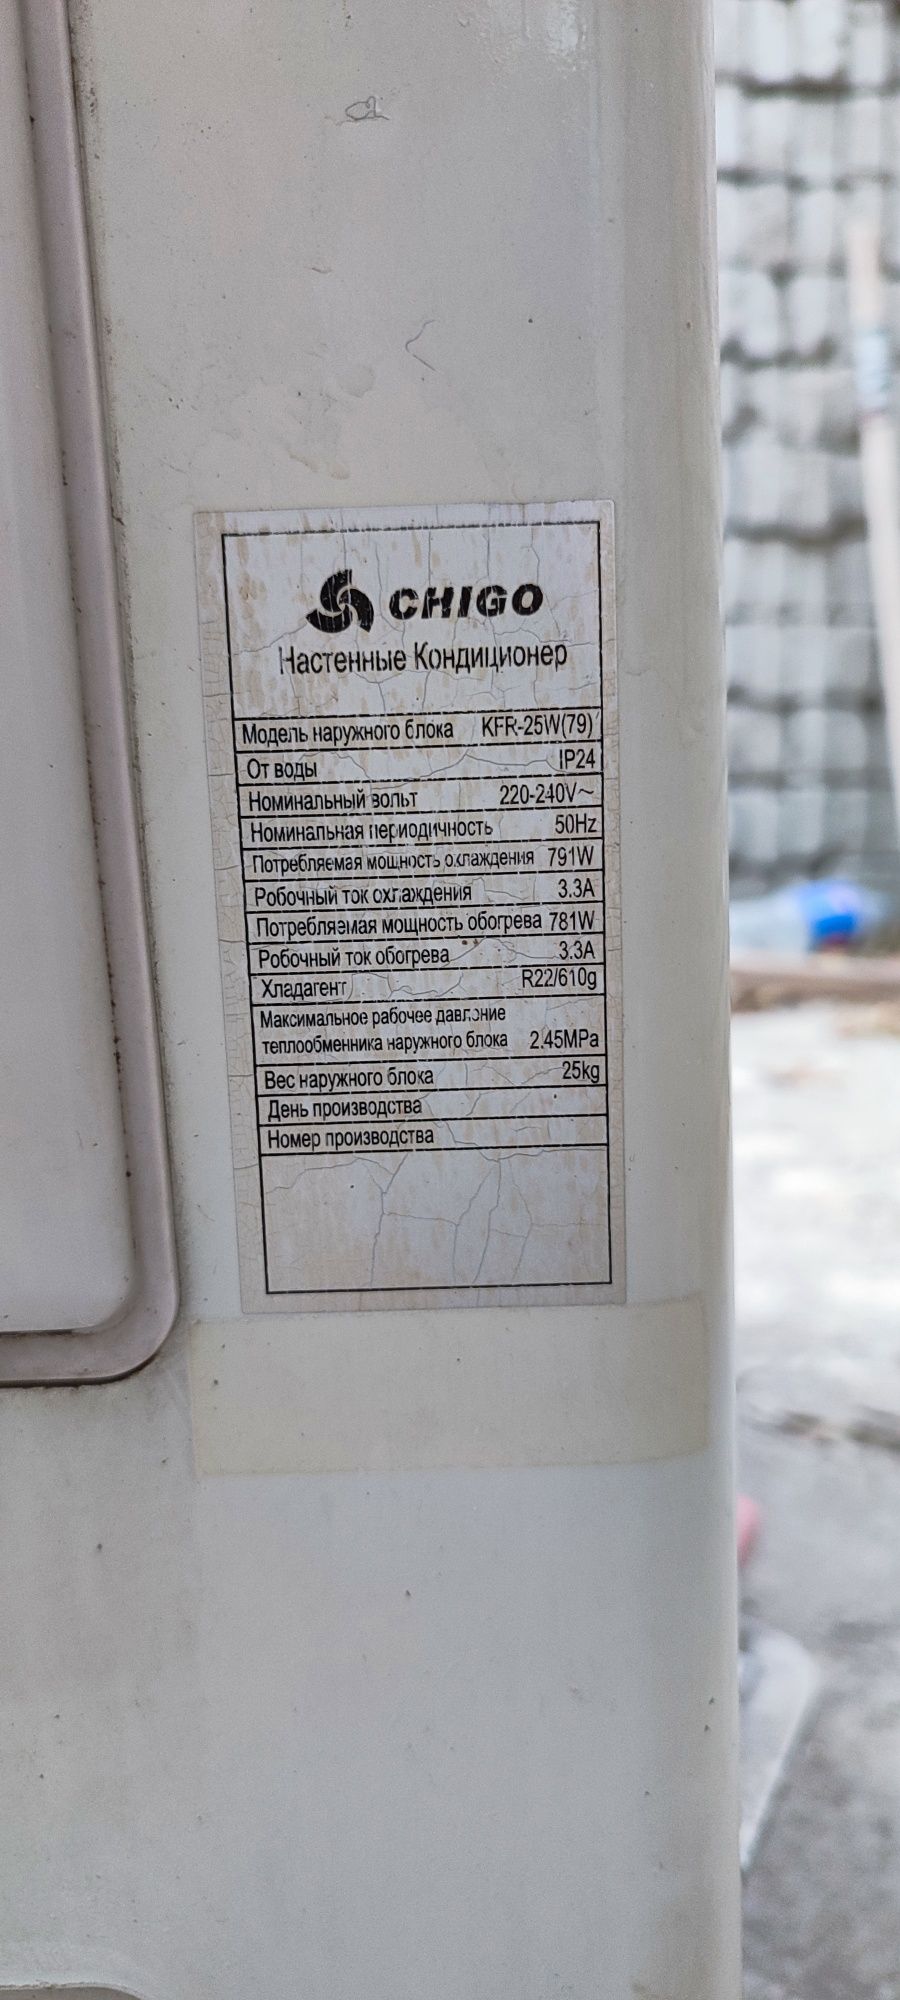 CHIGO
Настенные Кондиционер
Модель наружного блока KFR-25W(79)
От воды IP24
Номинальный вольт 220-240V~
Номинальная периодичность 50Hz
Потребляемая мощность охлаждения 791W
Робочный ток охлаждения 3.3A
Потребляемая мощность обогрева 781W
Робочный ток обогрева 3.3A
Хладагент R22/610g
Максимальное рабочее давление
теплообменника наружного блока 2.45MPa
Вес наружного блока 25kg
День производства
Номер производства